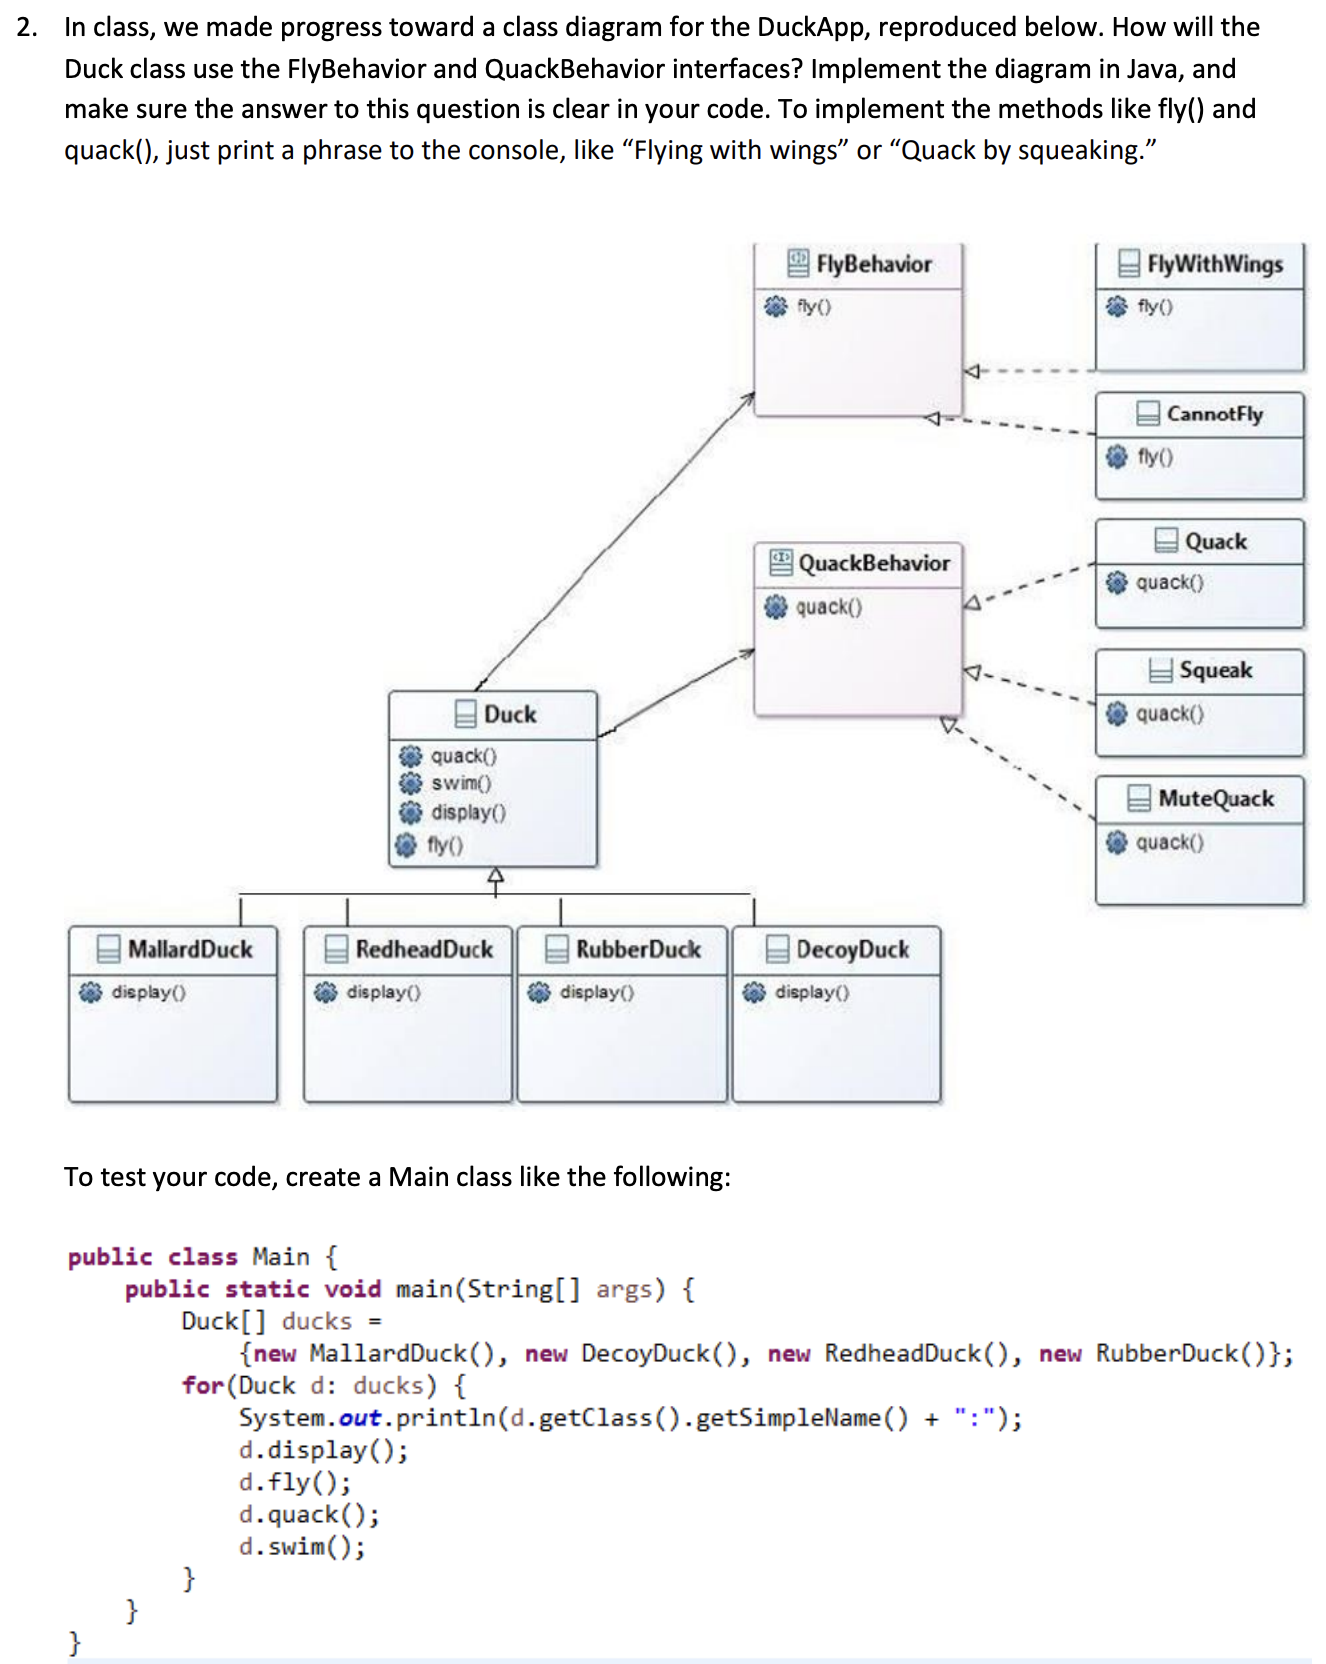 2. In class, we made progress toward a class diagram for the DuckApp, reproduced below. How will the
Duck class use the FlyBehavior and QuackBehavior interfaces? Implement the diagram in Java, and
make sure the answer to this question is clear in your code. To implement the methods like fly() and
quack(), just print a phrase to the console, like “Flying with wings” or “Quack by squeaking.”
FlyBehavior
fly()
FlyWithWings
fly()
CannotFly
fly()
QuackBehavior
quack()
Quack
quack()
Squeak
quack()
MuteQuack
quack()
Duck
quack()
swim()
display()
fly()
MallardDuck
display()
RedheadDuck
display()
RubberDuck
display()
DecoyDuck
display()
To test your code, create a Main class like the following:
public class Main {
    public static void main(String[] args) {
        Duck[] ducks =
            {new MallardDuck(), new DecoyDuck(), new RedheadDuck(), new RubberDuck()};
        for(Duck d: ducks) {
            System.out.println(d.getClass().getSimpleName() + ":");
            d.display();
            d.fly();
            d.quack();
            d.swim();
        }
    }
}